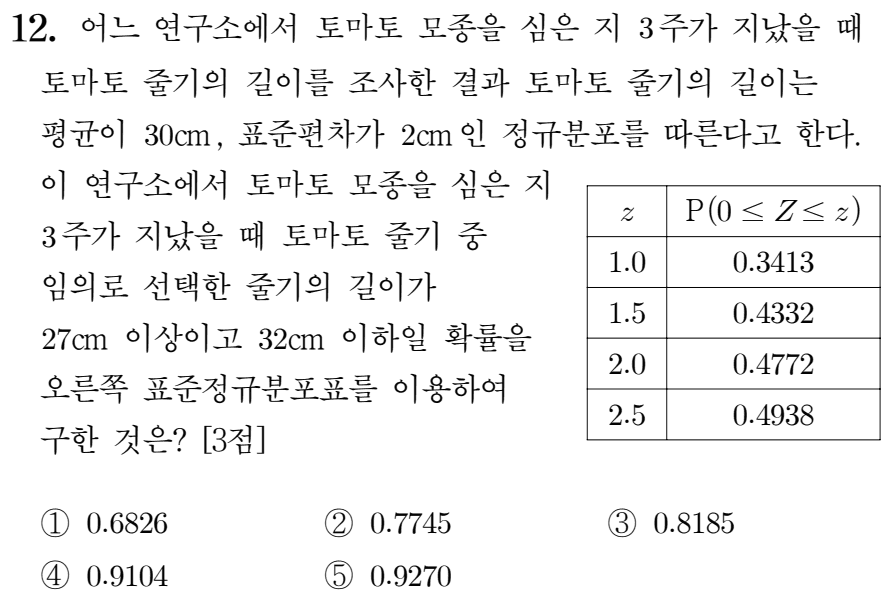 12. 어느 연구소에서 토마토 모종을 심은 지 3주가 지났을 때
토마토 줄기의 길이를 조사한 결과 토마토 줄기의 길이는
평균이 30cm, 표준편차가 2cm인 정규분포를 따른다고 한다.
이 연구소에서 토마토 모종을 심은 지
3주가 지났을 때 토마토 줄기 중
임의로 선택한 줄기의 길이가
27cm 이상이고 32cm 이하일 확률을
오른쪽 표준정규분포표를 이용하여
구한 것은? [3점]
z P(0 ≤ Z ≤ z)
1.0 0.3413
1.5 0.4332
2.0 0.4772
2.5 0.4938
① 0.6826 ② 0.7745 ③ 0.8185
④ 0.9104 ⑤ 0.9270